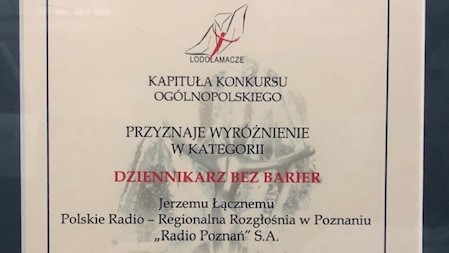 LODOŁAMACZE
KAPITUŁA KONKURSU
OGÓLNOPOLSKIEGO
PRZYZNAJE WYRÓŻNIENIE
W KATEGORII
DZIENNIKARZ BEZ BARIER
Jerzemu Łącznemu
Polskie Radio – Regionalna Rozgłośnia w Poznaniu
„Radio Poznań” S.A.